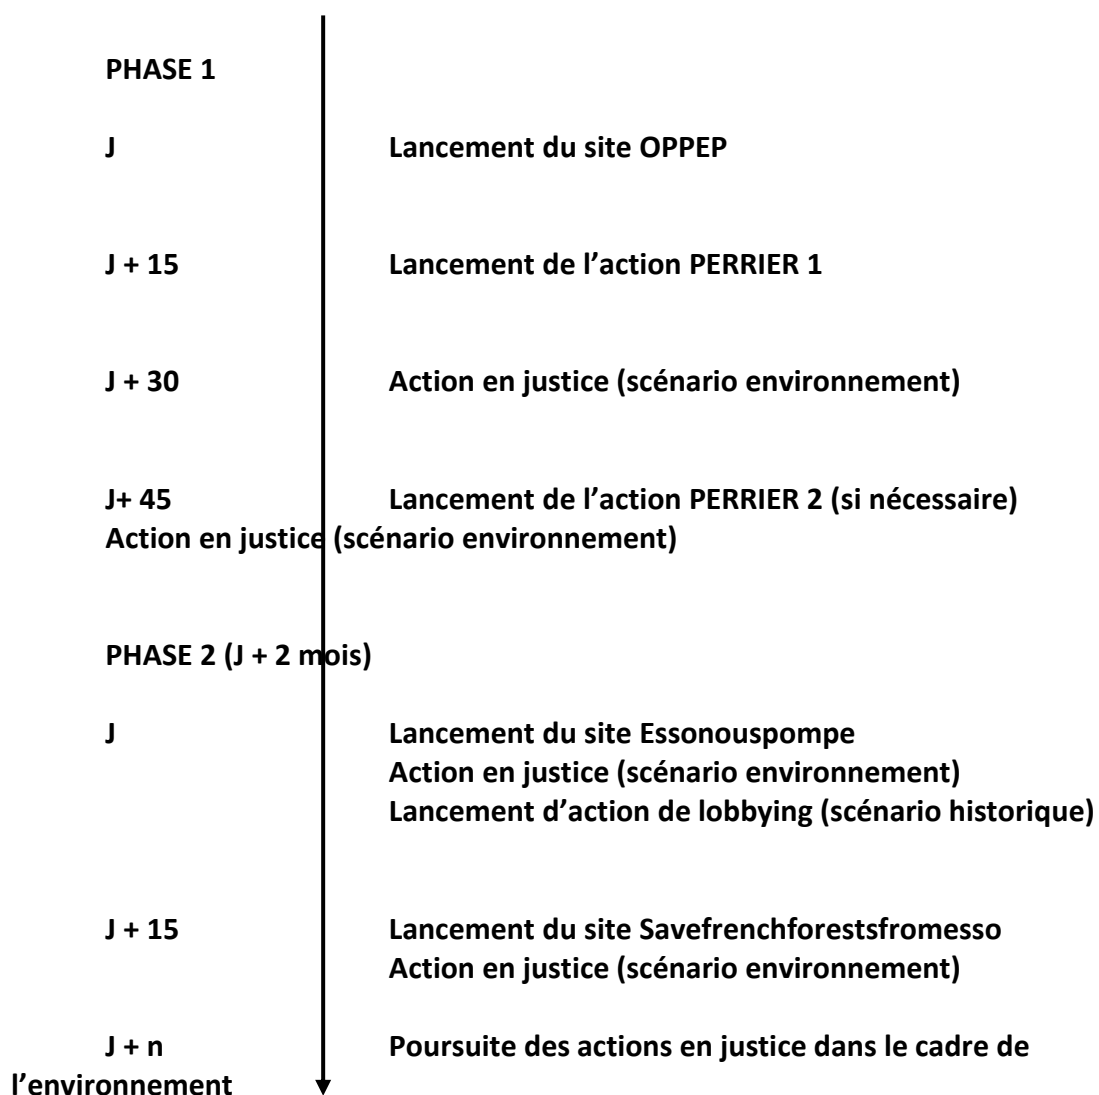 PHASE 1
J Lancement du site OPPEP
J + 15 Lancement de l’action PERRIER 1
J + 30 Action en justice (scénario environnement)
J+ 45 Lancement de l’action PERRIER 2 (si nécessaire)
Action en justice (scénario environnement)
PHASE 2 (J + 2 mois)
J Lancement du site Essonouspompe
Action en justice (scénario environnement)
Lancement d’action de lobbying (scénario historique)
J + 15 Lancement du site Savefrenchforestsfromesso
Action en justice (scénario environnement)
J + n Poursuite des actions en justice dans le cadre de
l’environnement